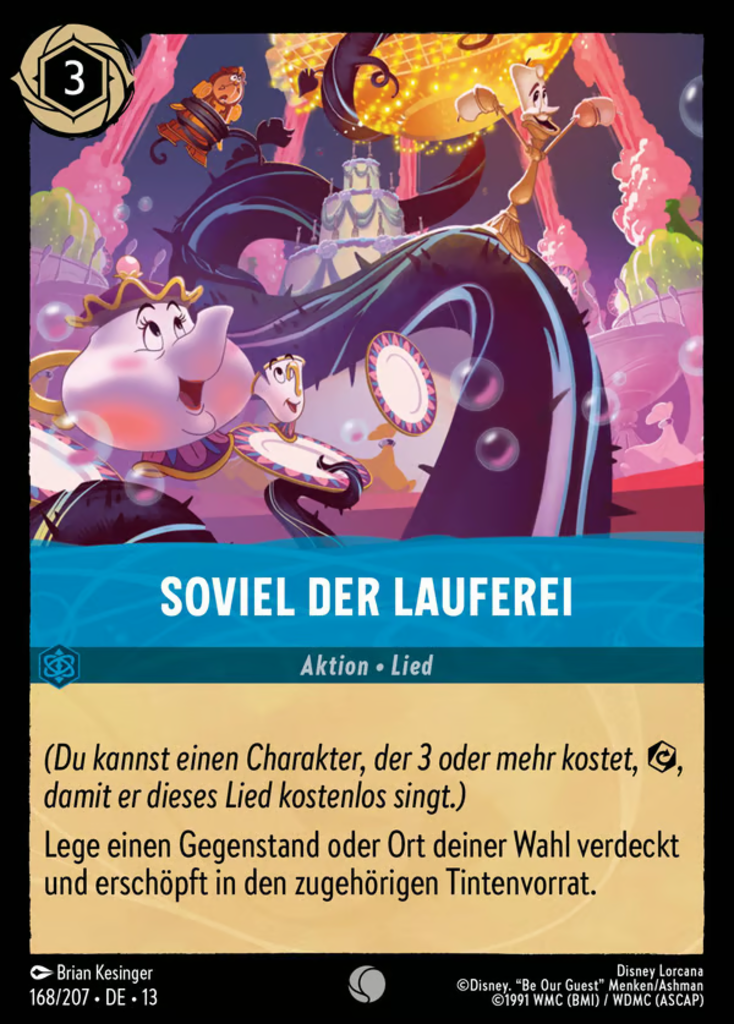 3
SOVIEL DER LAUFEREI
Aktion • Lied
(Du kannst einen Charakter, der 3 oder mehr kostet, ,
damit er dieses Lied kostenlos singt.)
Lege einen Gegenstand oder Ort deiner Wahl verdeckt
und erschöpft in den zugehörigen Tintenvorrat.
Brian Kesinger
168/207 • DE • 13
Disney Lorcana
©Disney. "Be Our Guest" Menken/Ashman
©1991 WMC (BMI) / WDMC (ASCAP)